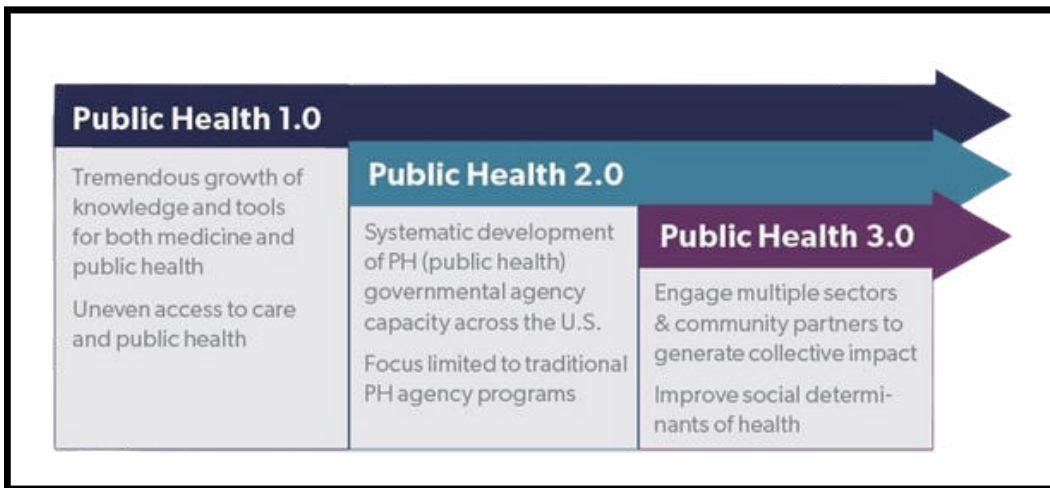 Public Health 1.0
Tremendous growth of
knowledge and tools
for both medicine and
public health
Uneven access to care
and public health
Public Health 2.0
Systematic development
of PH (public health)
governmental agency
capacity across the U.S.
Focus limited to traditional
PH agency programs
Public Health 3.0
Engage multiple sectors
& community partners to
generate collective impact
Improve social determi-
nants of health